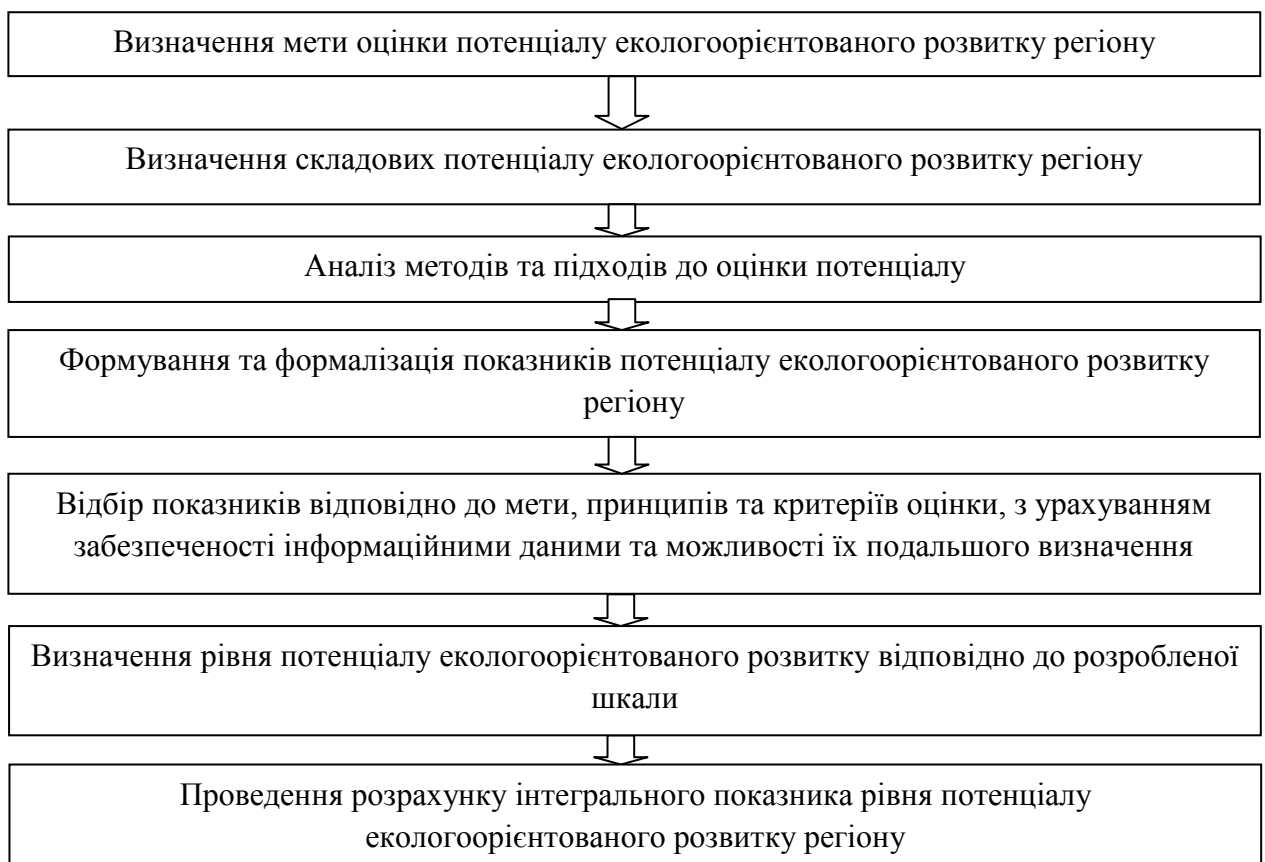 Визначення мети оцінки потенціалу екологоорієнтованого розвитку регіону
Визначення складових потенціалу екологоорієнтованого розвитку регіону
Аналіз методів та підходів до оцінки потенціалу
Формування та формалізація показників потенціалу екологоорієнтованого розвитку
регіону
Відбір показників відповідно до мети, принципів та критеріїв оцінки, з урахуванням
забезпеченості інформаційними даними та можливості їх подальшого визначення
Визначення рівня потенціалу екологоорієнтованого розвитку відповідно до розробленої
шкали
Проведення розрахунку інтегрального показника рівня потенціалу
екологоорієнтованого розвитку регіону